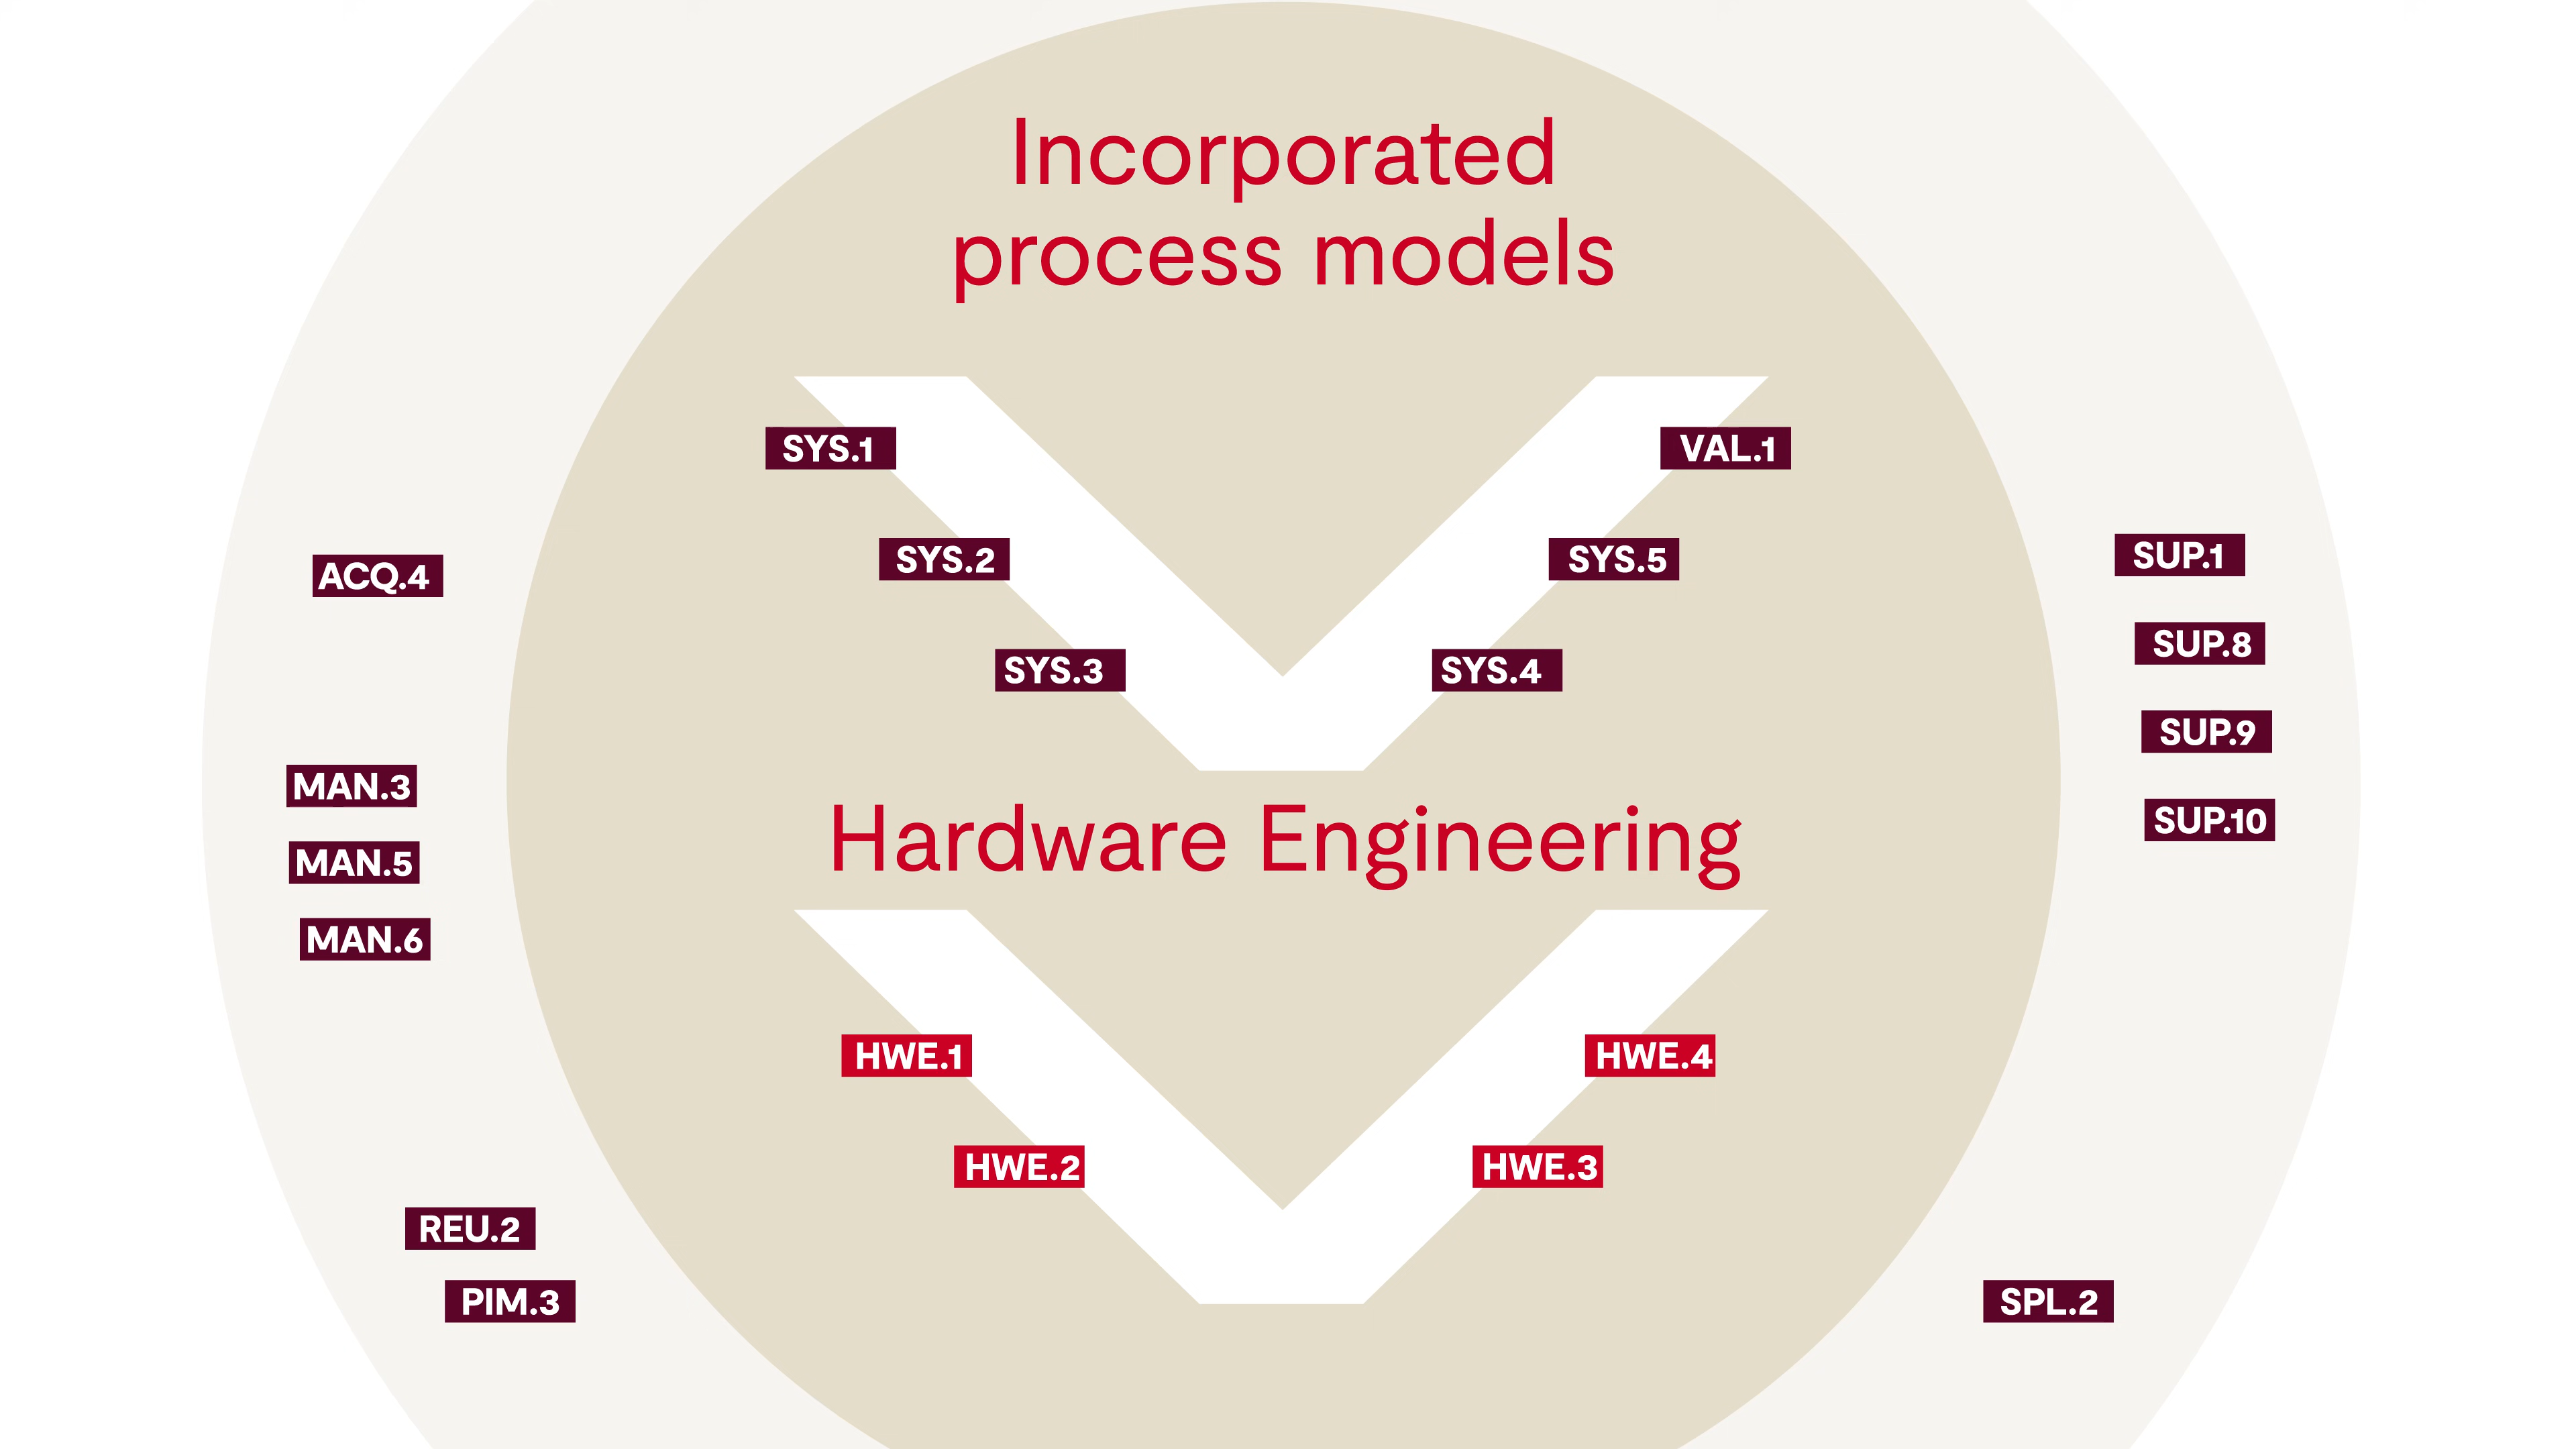 Incorporated
process models
SYS.1
VAL.1
SYS.2
SYS.5
SYS.3
SYS.4
ACQ.4
MAN.3
MAN.5
MAN.6
REU.2
PIM.3
SUP.1
SUP.8
SUP.9
SUP.10
SPL.2
Hardware Engineering
HWE.1
HWE.4
HWE.2
HWE.3